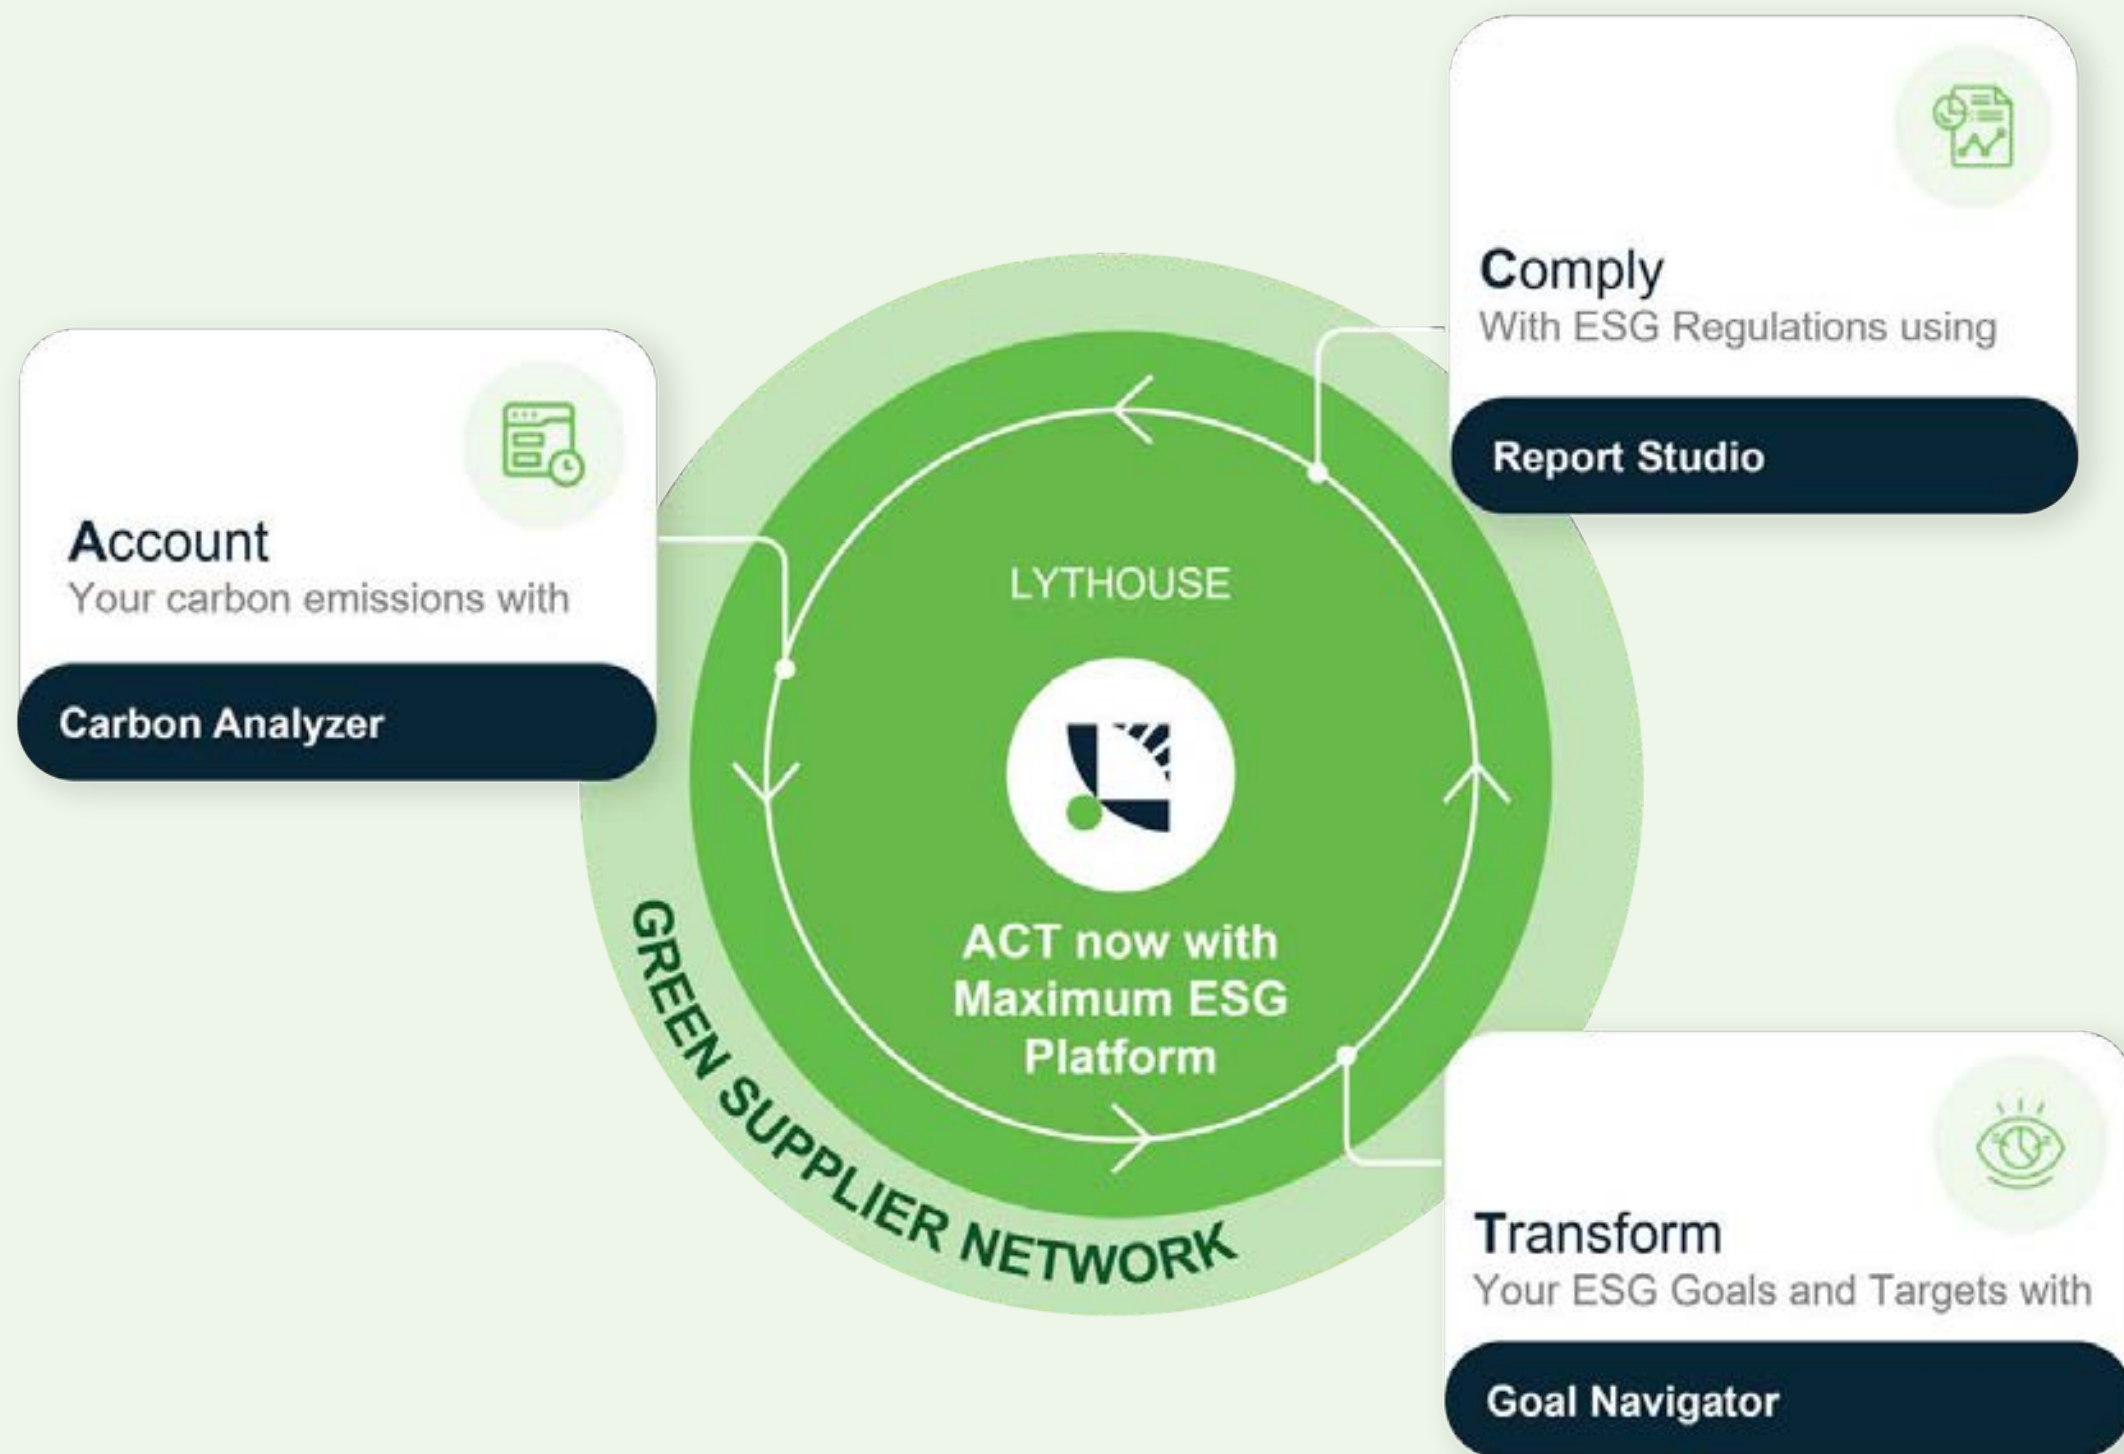 Account
Your carbon emissions with
Carbon Analyzer
Comply
With ESG Regulations using
Report Studio
LYTHOUSE
ACT now with
Maximum ESG
Platform
GREEN SUPPLIER NETWORK
Transform
Your ESG Goals and Targets with
Goal Navigator